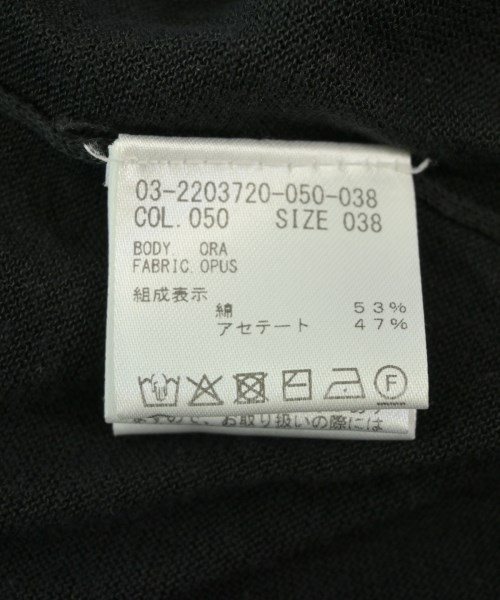 03-2203720-050-038
COL.050 SIZE 038
BODY. ORA
FABRIC.OPUS
組成表示
綿 53%
アセテート 47%
F
お取り扱いの際には